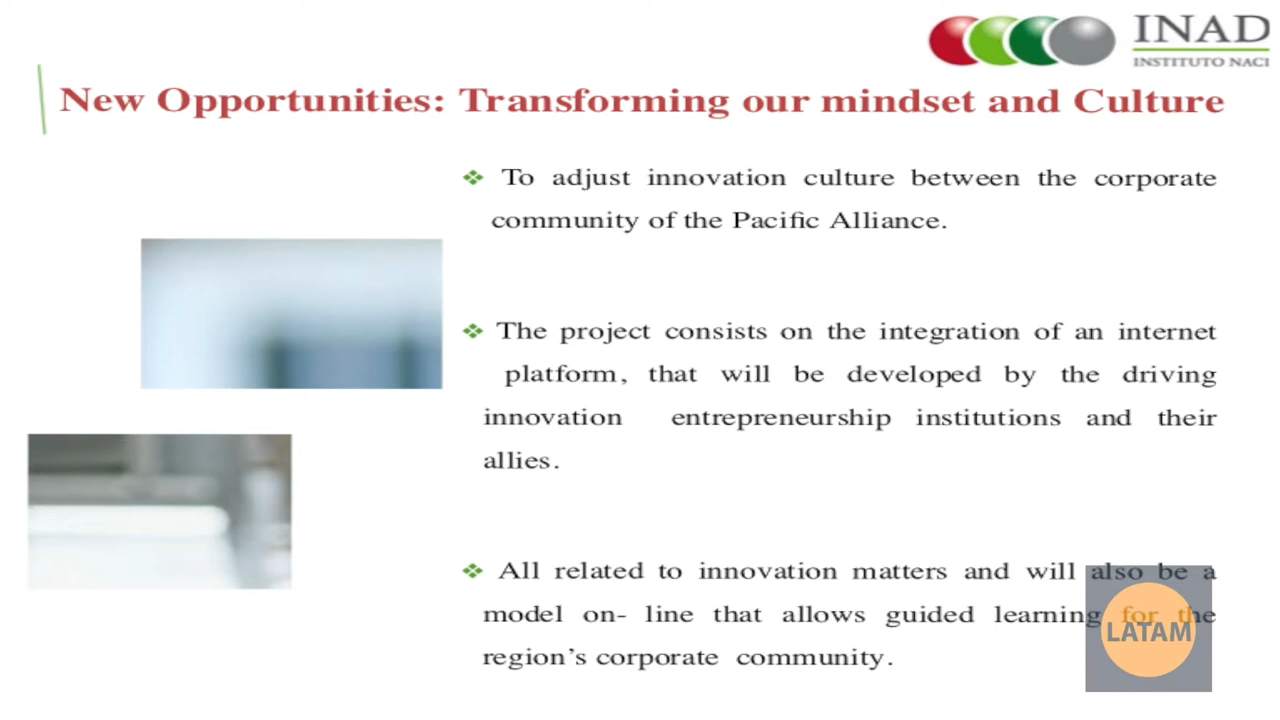 INAD
INSTITUTO NACI
New Opportunities: Transforming our mindset and Culture
❖ To adjust innovation culture between the corporate
community of the Pacific Alliance.
❖ The project consists on the integration of an internet
platform, that will be developed by the driving
innovation entrepreneurship institutions and their
allies.
❖ All related to innovation matters and will also be a
model on- line that allows guided learning for the
region's corporate community.
LATAM